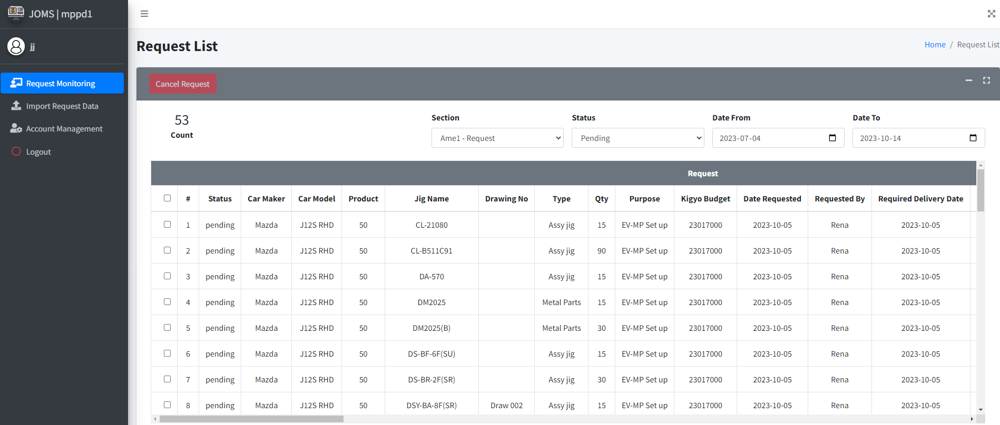 JOMS | mppd1
jj
Request Monitoring
Import Request Data
Account Management
Logout
Request List
Home / Request List
Cancel Request
53
Count
Section Status Date From Date To
Ame1 - Request Pending 2023-07-04 2023-10-14
Request
# Status Car Maker Car Model Product Jig Name Drawing No Type Qty Purpose Kigyo Budget Date Requested Requested By Required Delivery Date
1 pending Mazda J12S RHD 50 CL-21080 Assy jig 15 EV-MP Set up 23017000 2023-10-05 Rena 2023-10-05
2 pending Mazda J12S RHD 50 CL-B511C91 Assy jig 90 EV-MP Set up 23017000 2023-10-05 Rena 2023-10-05
3 pending Mazda J12S RHD 50 DA-570 Assy jig 15 EV-MP Set up 23017000 2023-10-05 Rena 2023-10-05
4 pending Mazda J12S RHD 50 DM2025 Metal Parts 15 EV-MP Set up 23017000 2023-10-05 Rena 2023-10-05
5 pending Mazda J12S RHD 50 DM2025(B) Metal Parts 30 EV-MP Set up 23017000 2023-10-05 Rena 2023-10-05
6 pending Mazda J12S RHD 50 DS-BF-6F(SU) Assy jig 15 EV-MP Set up 23017000 2023-10-05 Rena 2023-10-05
7 pending Mazda J12S RHD 50 DS-BR-2F(SR) Assy jig 30 EV-MP Set up 23017000 2023-10-05 Rena 2023-10-05
8 pending Mazda J12S RHD 50 DSY-BA-8F(SR) Draw 002 Assy jig 15 EV-MP Set up 23017000 2023-10-05 Rena 2023-10-05